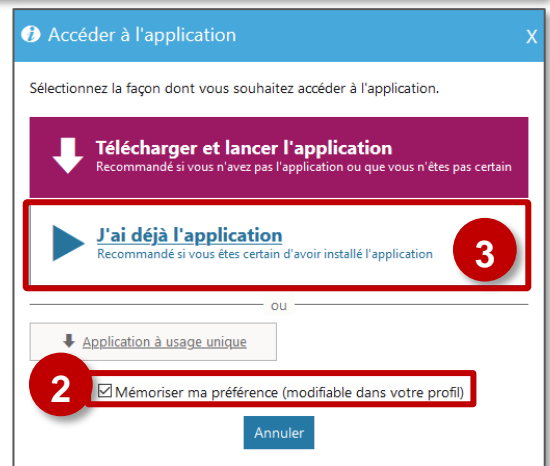 Accéder à l'application
X
Sélectionnez la façon dont vous souhaitez accéder à l'application.
Télécharger et lancer l'application
Recommandé si vous n'avez pas l'application ou que vous n'êtes pas certain
J'ai déjà l'application
Recommandé si vous êtes certain d'avoir installé l'application
3
ou
Application à usage unique
2
Mémoriser ma préférence (modifiable dans votre profil)
Annuler